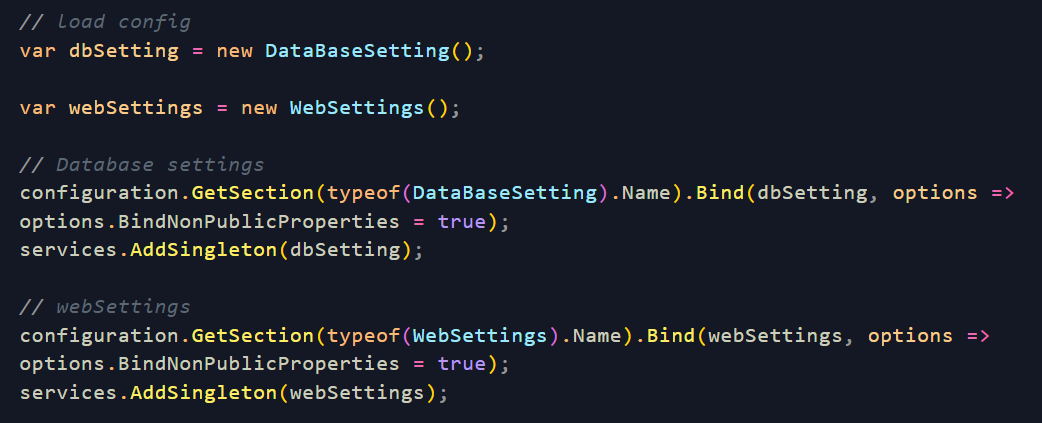 // load config
var dbSetting = new DataBaseSetting();
var webSettings = new WebSettings();
// Database settings
configuration.GetSection(typeof(DataBaseSetting).Name).Bind(dbSetting, options =>
options.BindNonPublicProperties = true);
services.AddSingleton(dbSetting);
// webSettings
configuration.GetSection(typeof(WebSettings).Name).Bind(webSettings, options =>
options.BindNonPublicProperties = true);
services.AddSingleton(webSettings);